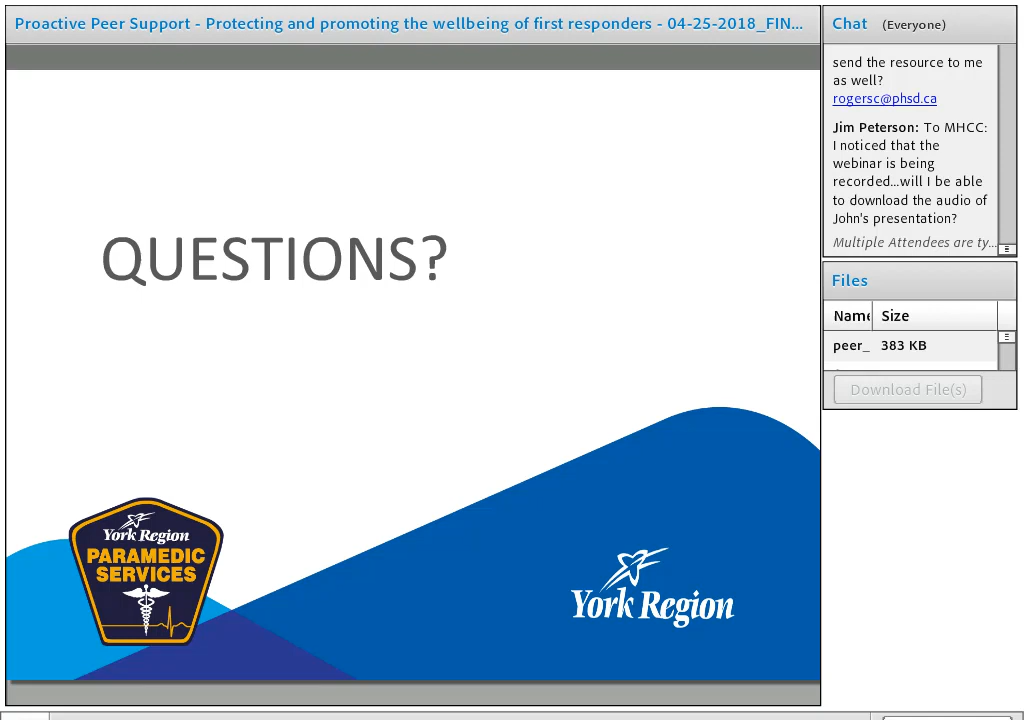 Proactive Peer Support - Protecting and promoting the wellbeing of first responders - 04-25-2018_FIN...
QUESTIONS?
York Region
PARAMEDIC
SERVICES
York Region
Chat (Everyone)
send the resource to me
as well?
rogersc@phsd.ca
Jim Peterson: To MHCC:
I noticed that the
webinar is being
recorded...will I be able
to download the audio of
John's presentation?
Multiple Attendees are ty...
Files
Name Size
peer_ 383 KB
Download File(s)